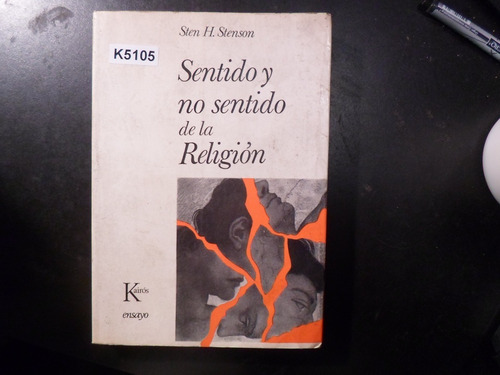 Sten H. Stenson
K5105
Sentido y
no sentido
de la
Religión
Kairós
ensayo